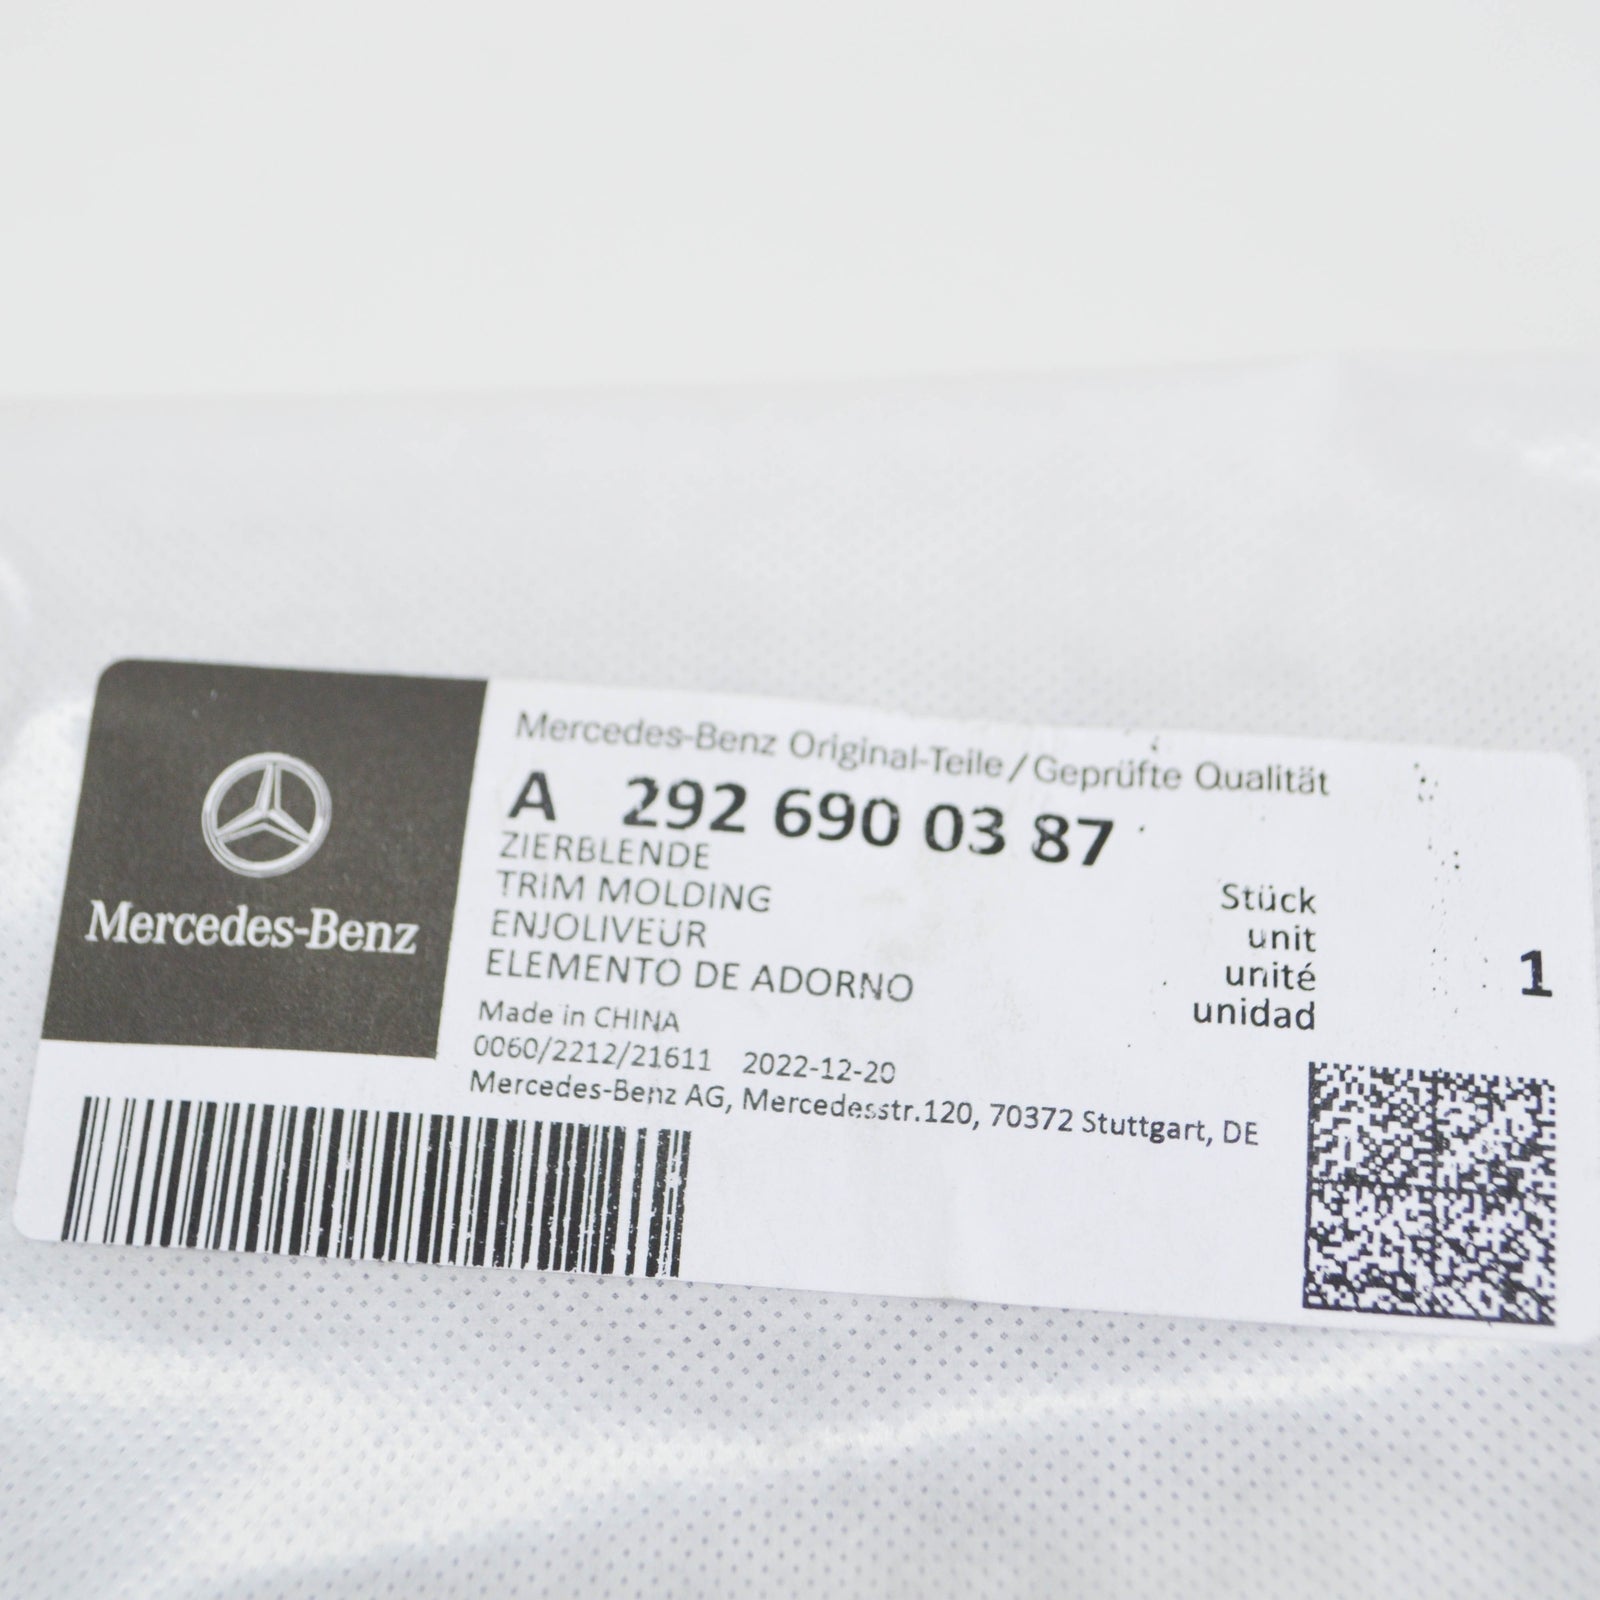 Mercedes-Benz
Mercedes-Benz Original-Teile/Geprüfte Qualität
A 292 690 03 87
ZIERBLENDE
TRIM MOLDING
ENJOLIVEUR
ELEMENTO DE ADORNO
Stück
unit
unité
unidad
1
Made in CHINA
0060/2212/21611 2022-12-20
Mercedes-Benz AG, Mercedesstr.120, 70372 Stuttgart, DE